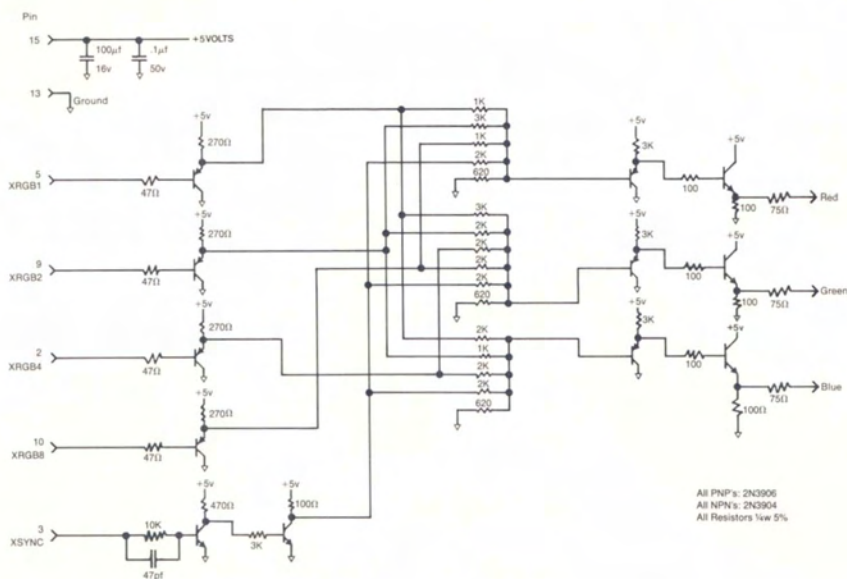 Pin
15
100µf
16v
.1µf
50v
+5VOLTS
13
Ground
+5v
270Ω
5
XRGB1
47Ω
+5v
270Ω
9
XRGB2
47Ω
+5v
270Ω
2
XRGB4
47Ω
+5v
270Ω
10
XRGB8
47Ω
+5v
470Ω
+5v
100Ω
3
XSYNC
10K
47pf
3K
1K
3K
1K
2K
620
3K
2K
2K
2K
2K
620
2K
1K
2K
2K
620
+5v
3K
100
+5v
100
75Ω
Red
+5v
3K
100
+5v
100
75Ω
Green
+5v
3K
100
+5v
100Ω
75Ω
Blue
All PNP's: 2N3906
All NPN's: 2N3904
All Resistors ¼w 5%